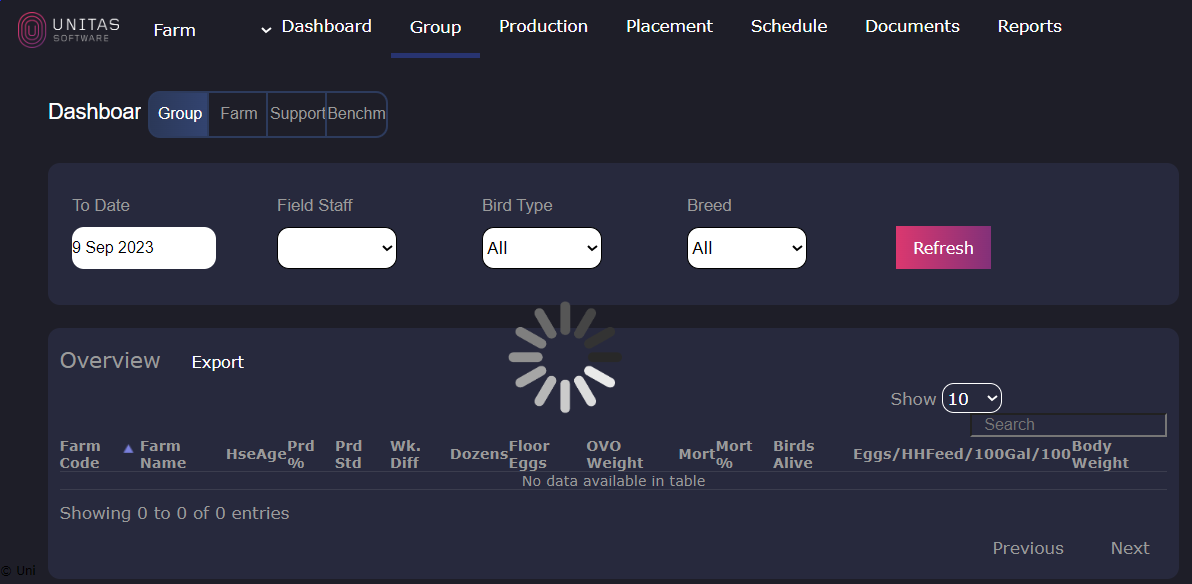 UNITAS
SOFTWARE
Farm
Dashboard
Group
Production
Placement
Schedule
Documents
Reports
Dashboar
Group
Farm
Support
Benchm
To Date
Field Staff
Bird Type
Breed
9 Sep 2023
All
All
Refresh
Overview
Export
Show 10
Search
Farm Code
Farm Name
Hse
Age
Prd %
Prd Std
Wk. Diff
Dozens
Floor Eggs
OVO Weight
Mort
Mort %
Birds Alive
Eggs/HH
Feed/100
Gal/100
Body Weight
No data available in table
Showing 0 to 0 of 0 entries
Previous
Next
© Uni